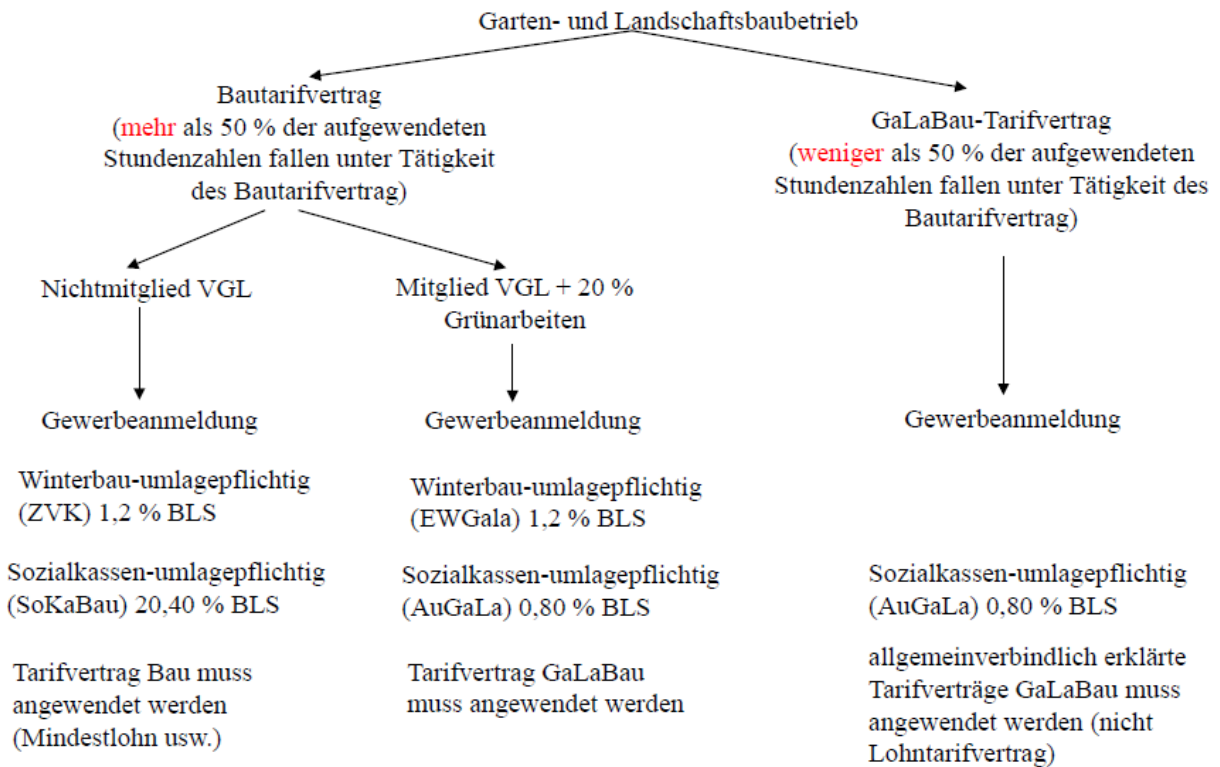 Garten- und Landschaftsbaubetrieb
Bautarifvertrag
(mehr als 50 % der aufgewendeten
Stundenzahlen fallen unter Tätigkeit
des Bautarifvertrag)
GaLaBau-Tarifvertrag
(weniger als 50 % der aufgewendeten
Stundenzahlen fallen unter Tätigkeit des
Bautarifvertrag)
Nichtmitglied VGL
Mitglied VGL + 20 %
Grünarbeiten
Gewerbeanmeldung
Gewerbeanmeldung
Gewerbeanmeldung
Winterbau-umlagepflichtig
(ZVK) 1,2 % BLS
Winterbau-umlagepflichtig
(EWGala) 1,2 % BLS
Sozialkassen-umlagepflichtig
(SoKaBau) 20,40 % BLS
Sozialkassen-umlagepflichtig
(AuGaLa) 0,80 % BLS
Sozialkassen-umlagepflichtig
(AuGaLa) 0,80 % BLS
Tarifvertrag Bau muss
angewendet werden
(Mindestlohn usw.)
Tarifvertrag GaLaBau
muss angewendet werden
allgemeinverbindlich erklärte
Tarifverträge GaLaBau muss
angewendet werden (nicht
Lohntarifvertrag)